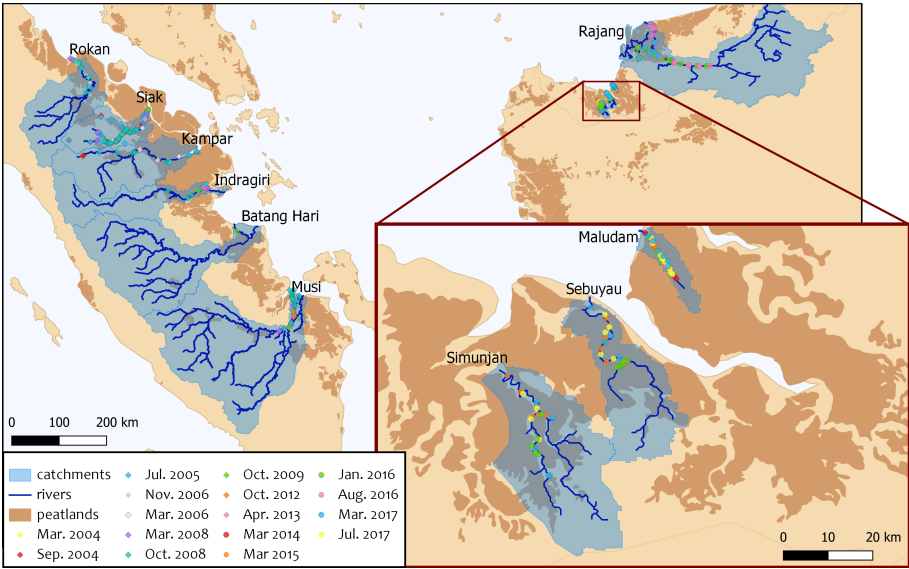 Rokan
Rajang
Siak
Kampar
Indragiri
Batang Hari
Musi
Maludam
Sebuyau
Simunjan
0 100 200 km
catchments
rivers
peatlands
Mar. 2004
Sep. 2004
Jul. 2005
Nov. 2006
Mar. 2006
Mar. 2008
Oct. 2008
Oct. 2009
Oct. 2012
Apr. 2013
Mar 2014
Mar 2015
Jan. 2016
Aug. 2016
Mar. 2017
Jul. 2017
0 10 20 km